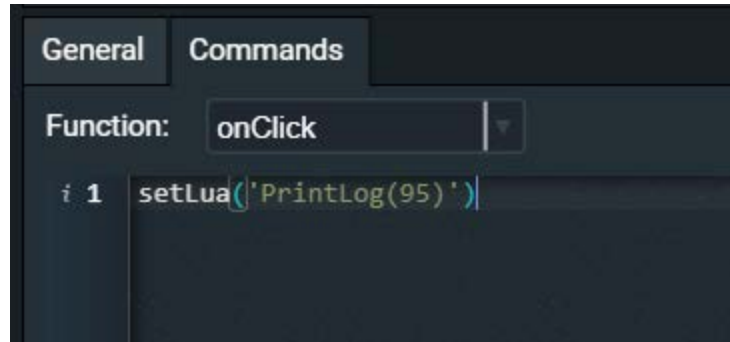 General Commands
Function: onClick
i 1 setLua('PrintLog(95)')